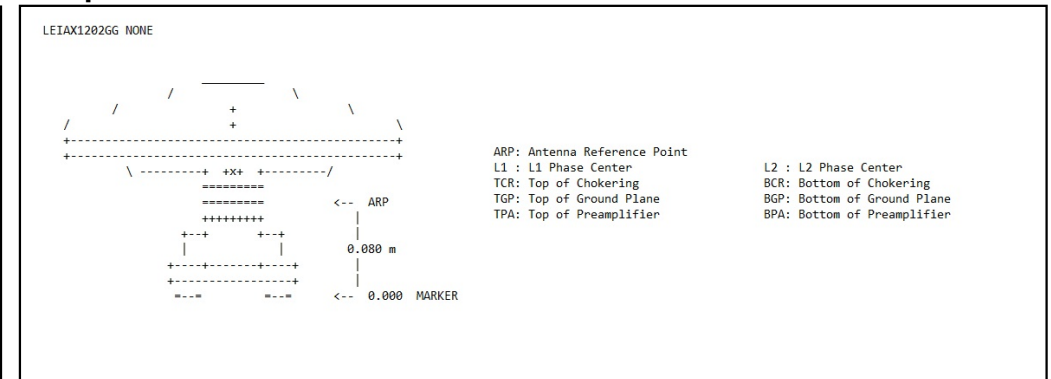 LEIAX1202GG NONE
ARP: Antenna Reference Point
L1 : L1 Phase Center L2 : L2 Phase Center
TCR: Top of Chokering BCR: Bottom of Chokering
TGP: Top of Ground Plane BGP: Bottom of Ground Plane
TPA: Top of Preamplifier BPA: Bottom of Preamplifier
+x+
<-- ARP
0.080 m
<-- 0.000 MARKER